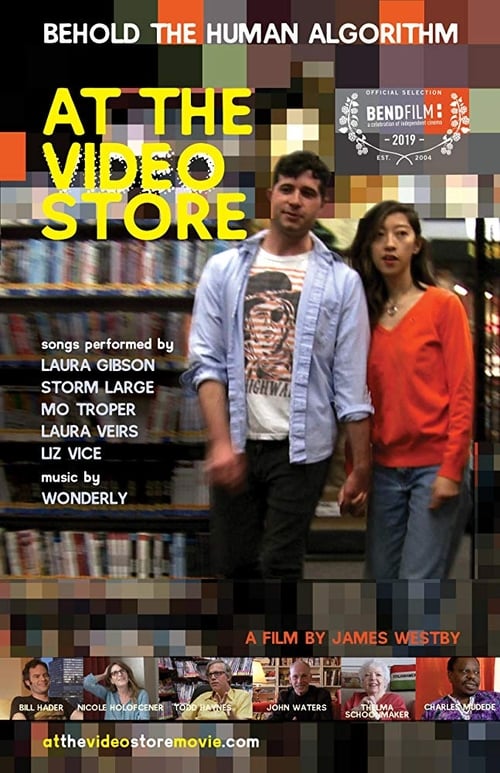 BEHOLD THE HUMAN ALGORITHM
AT THE
VIDEO
STORE
OFFICIAL SELECTION
BENDFILM:
a celebration of independent cinema
- 2019 -
EST. 2004
HIGHWA
songs performed by
LAURA GIBSON
STORM LARGE
MO TROPER
LAURA VEIRS
LIZ VICE
music by
WONDERLY
A FILM BY JAMES WESTBY
BILL HADER
NICOLE HOLOFCENER
TODD HAYNES
JOHN WATERS
THELMA
SCHOONMAKER
CHARLES MUDEDE
atthevideostoremovie.com